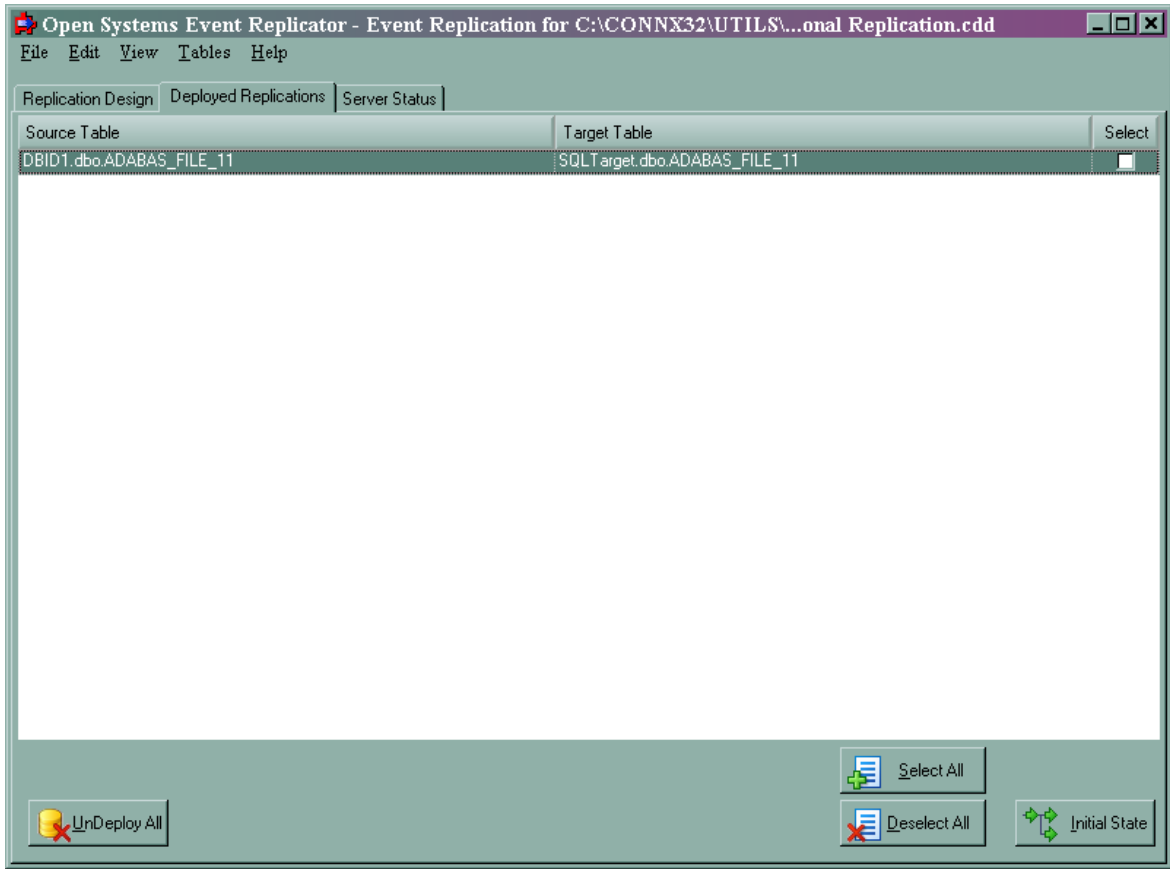 Open Systems Event Replicator - Event Replication for C:\CONNX32\UTILS\...onal Replication.cdd
File Edit View Tables Help
Replication Design Deployed Replications Server Status
Source Table Target Table Select
DBID1.dbo.ADABAS_FILE_11 SQLTarget.dbo.ADABAS_FILE_11
Select All
UnDeploy All Deselect All Initial State